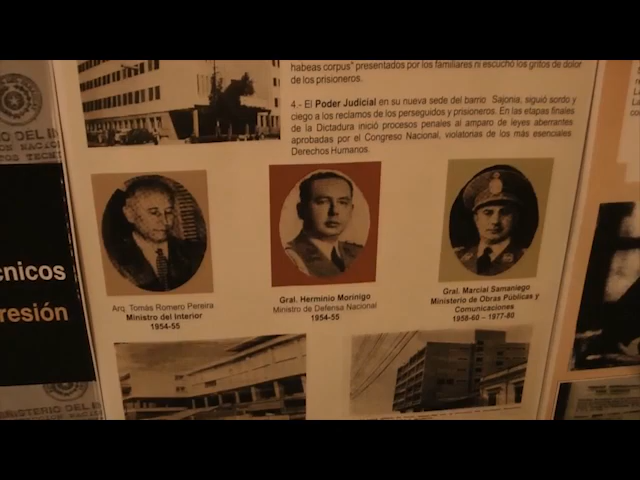 habeas corpus" presentados por los familiares ni escuchó los gritos de dolor
de los prisioneros.
4.- El Poder Judicial en su nueva sede del barrio Sajonia, siguió sordo y
ciego a los reclamos de los perseguidos y prisioneros. En las etapas finales
de la Dictadura inició procesos penales al amparo de leyes aberrantes
aprobadas por el Congreso Nacional, violatorias de los más esenciales
Derechos Humanos.
cnicos
resión
Arq. Tomás Romero Pereira
Ministro del Interior
1954-55
Gral. Herminio Morínigo
Ministro de Defensa Nacional
1954-55
Gral. Marcial Samaniego
Ministerio de Obras Públicas y
Comunicaciones
1958-60 – 1977-80
NISTERIO DEL I